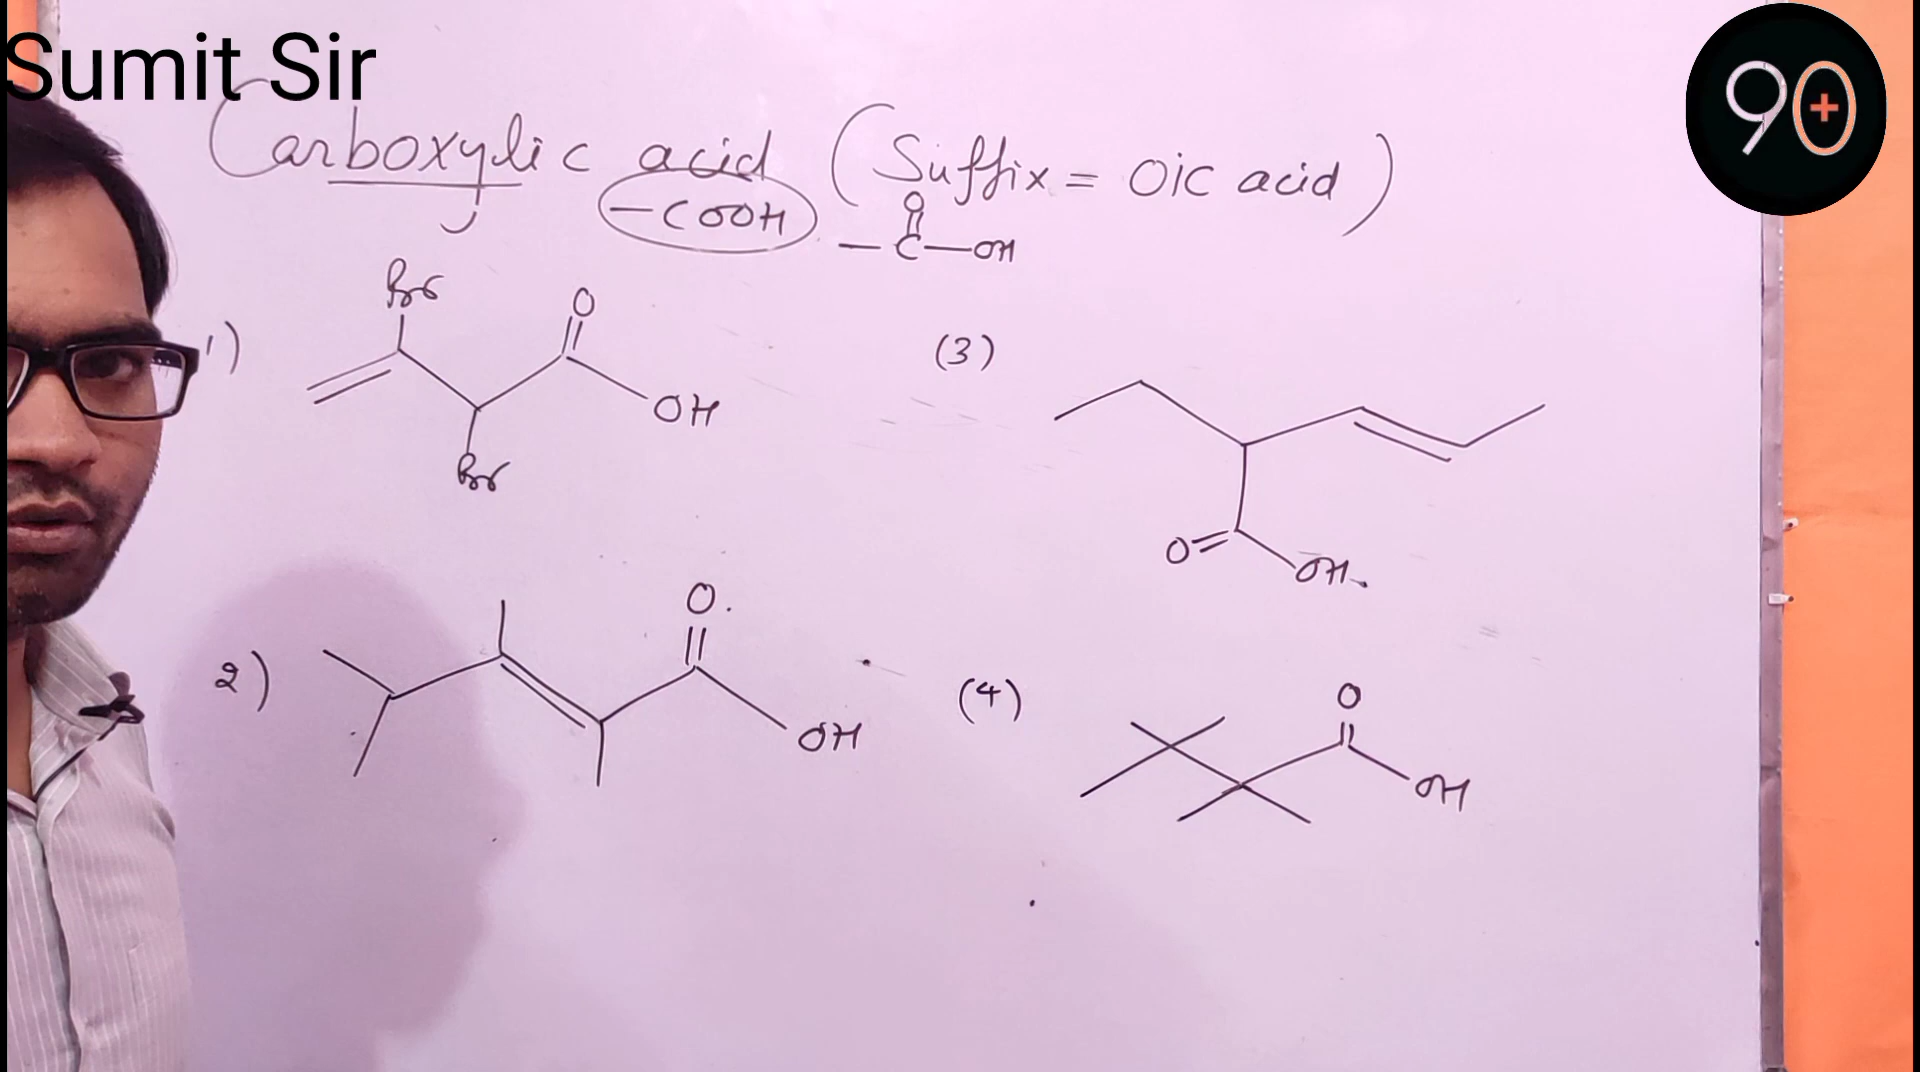 Sumit Sir
90+
Carboxylic acid (Suffix = Oic acid)
-COOH
O
-C-OH
1)
Br
O
OH
Br
(3)
O
OH
2)
O
OH
(4)
O
OH